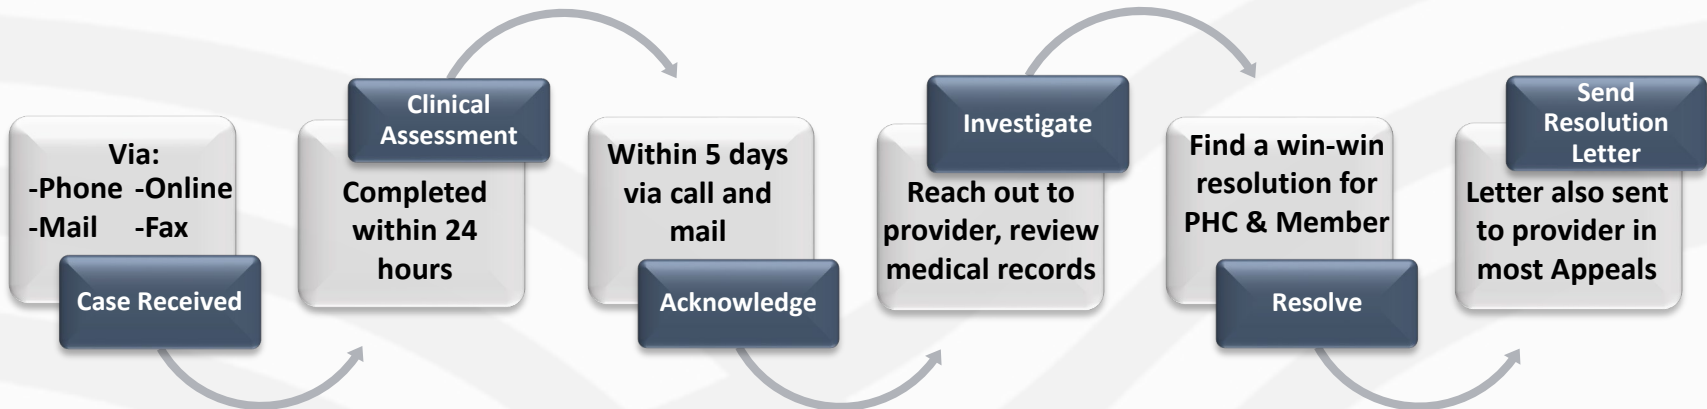 Via:
-Phone -Online
-Mail -Fax
Case Received
Clinical
Assessment
Completed
within 24
hours
Within 5 days
via call and
mail
Acknowledge
Investigate
Reach out to
provider, review
medical records
Find a win-win
resolution for
PHC & Member
Resolve
Send
Resolution
Letter
Letter also sent
to provider in
most Appeals